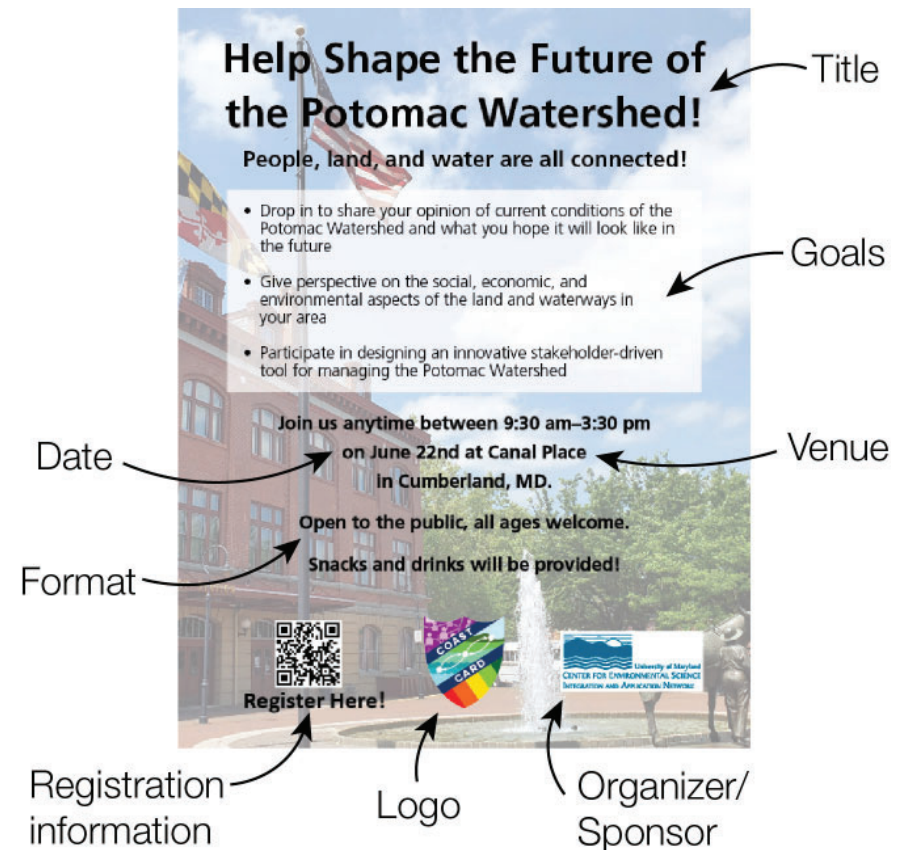 Help Shape the Future of
the Potomac Watershed!
Title
People, land, and water are all connected!
• Drop in to share your opinion of current conditions of the
Potomac Watershed and what you hope it will look like in
the future
• Give perspective on the social, economic, and
environmental aspects of the land and waterways in
your area
• Participate in designing an innovative stakeholder-driven
tool for managing the Potomac Watershed
Goals
Join us anytime between 9:30 am–3:30 pm
on June 22nd at Canal Place
in Cumberland, MD.
Date
Venue
Open to the public, all ages welcome.
Snacks and drinks will be provided!
Format
Register Here!
COAST
CARD
University of Maryland
CENTER FOR ENVIRONMENTAL SCIENCE
INTEGRATION AND APPLICATION NETWORK
Registration
information
Logo
Organizer/
Sponsor